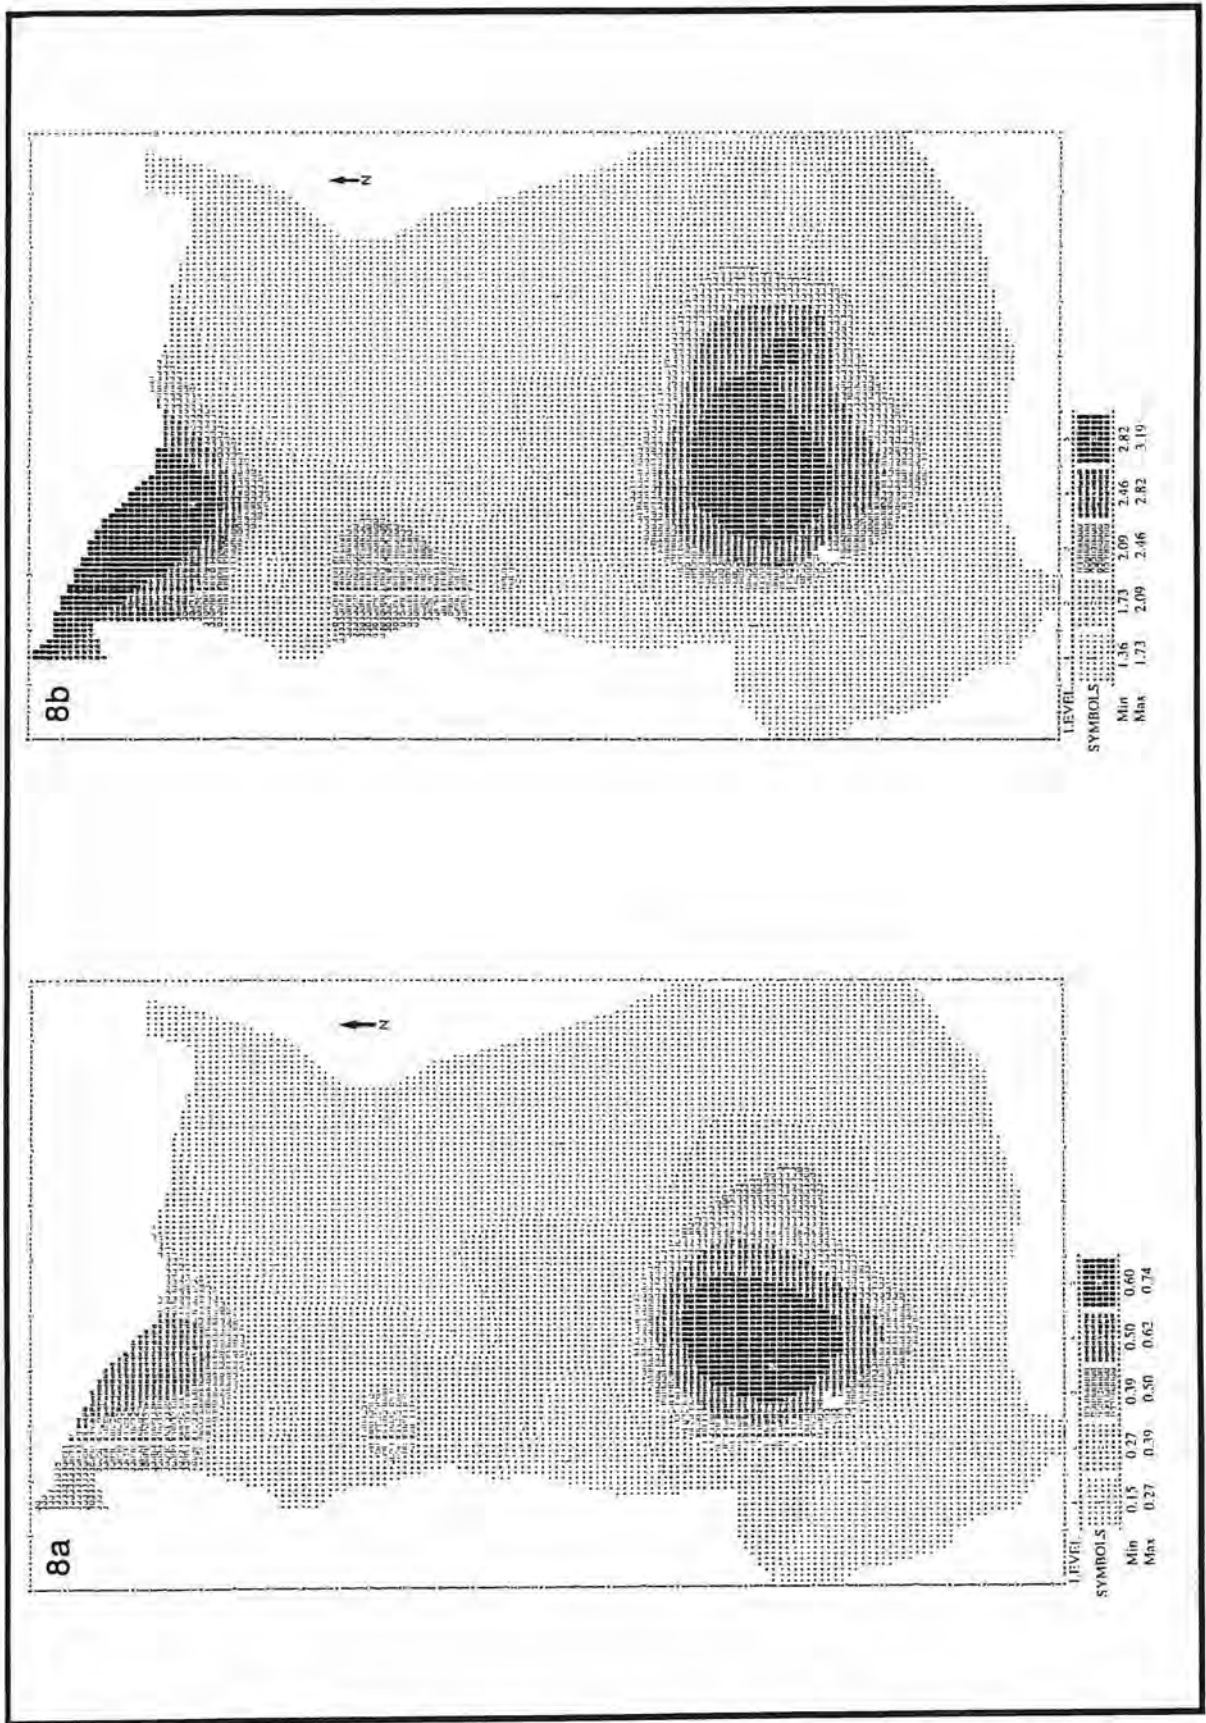 8a
N
LEVEL
SYMBOLS
Min 0.15 0.27 0.39 0.50 0.60
Max 0.27 0.39 0.50 0.62 0.74
8b
N
LEVEL
SYMBOLS
Min 1.36 1.73 2.09 2.46 2.82
Max 1.73 2.09 2.46 2.82 3.19